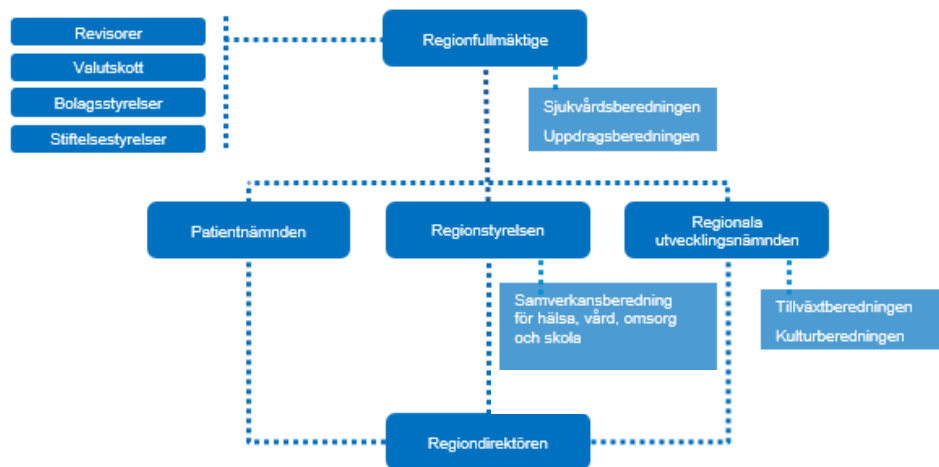 Revisorer
Valutskott
Bolagsstyrelser
Stiftelsestyrelser
Regionfullmäktige
Sjukvårdsberedningen
Uppdragsberedningen
Patientnämnden
Regionstyrelsen
Regionala
utvecklingsnämnden
Samverkansberedning
för hälsa, vård, omsorg
och skola
Tillväxtberedningen
Kulturberedningen
Regiondirektören